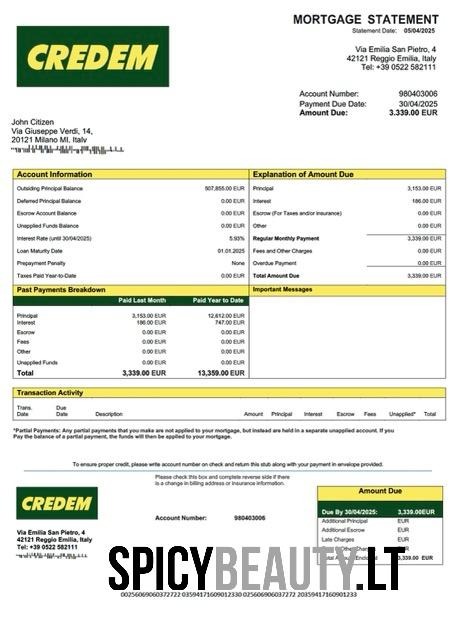 CREDEM
MORTGAGE STATEMENT
Statement Date: 05/04/2025
Via Emilia San Pietro, 4
42121 Reggio Emilia, Italy
Tel: +39 0522 582111
Account Number: 980403006
Payment Due Date: 30/04/2025
Amount Due: 3.339.00 EUR
John Citizen
Via Giuseppe Verdi, 14,
20121 Milano MI, Italy
Account Information
Outsiding Principal Balance 507,855.00 EUR
Deferred Principal Balance 0.00 EUR
Escrow Account Balance 0.00 EUR
Unapplied Funds Balance 0.00 EUR
Interest Rate (until 30/04/2025) 5.93%
Loan Maturity Date 01.01.2025
Prepayment Penalty None
Taxes Paid Year-to-Date 0.00 EUR
Explanation of Amount Due
Principal 3,153.00 EUR
Interest 186.00 EUR
Escrow (For Taxes and/or insurance) 0.00 EUR
Other 0.00 EUR
Regular Monthly Payment 3,339.00 EUR
Fees and Other Charges 0.00 EUR
Overdue Payment 0.00 EUR
Total Amount Due 3,339.00 EUR
Past Payments Breakdown
Paid Last Month Paid Year to Date
Principal 3,153.00 EUR 12,612.00 EUR
Interest 186.00 EUR 747.00 EUR
Escrow 0.00 EUR 0.00 EUR
Fees 0.00 EUR 0.00 EUR
Other 0.00 EUR 0.00 EUR
Unapplied Funds 0.00 EUR 0.00 EUR
Total 3,339.00 EUR 13,359.00 EUR
Important Messages
Transaction Activity
Trans. Date Due Date Description Amount Principal Interest Escrow Fees Unapplied* Total
*Partial Payments: Any partial payments that you make are not applied to your mortgage, but instead are held in a separate unapplied account. If you
Pay the balance of a partial payment, the funds will then be applied to your mortgage.
To ensure proper credit, please write account number on check and return this stub along with your payment in envelope provided.
CREDEM
Via Emilia San Pietro, 4
42121 Reggio Emilia, Italy
Tel: +39 0522 582111
Please check this box and complete reverse side if there
is a change in billing address or insurance information.
Account Number: 980403006
Amount Due
Due By 30/04/2025: 3,339.00EUR
Additional Principal EUR
Additional Escrow EUR
Late Charges EUR
EUR
3,339.00 EUR
SPICYBEAUTY.LT